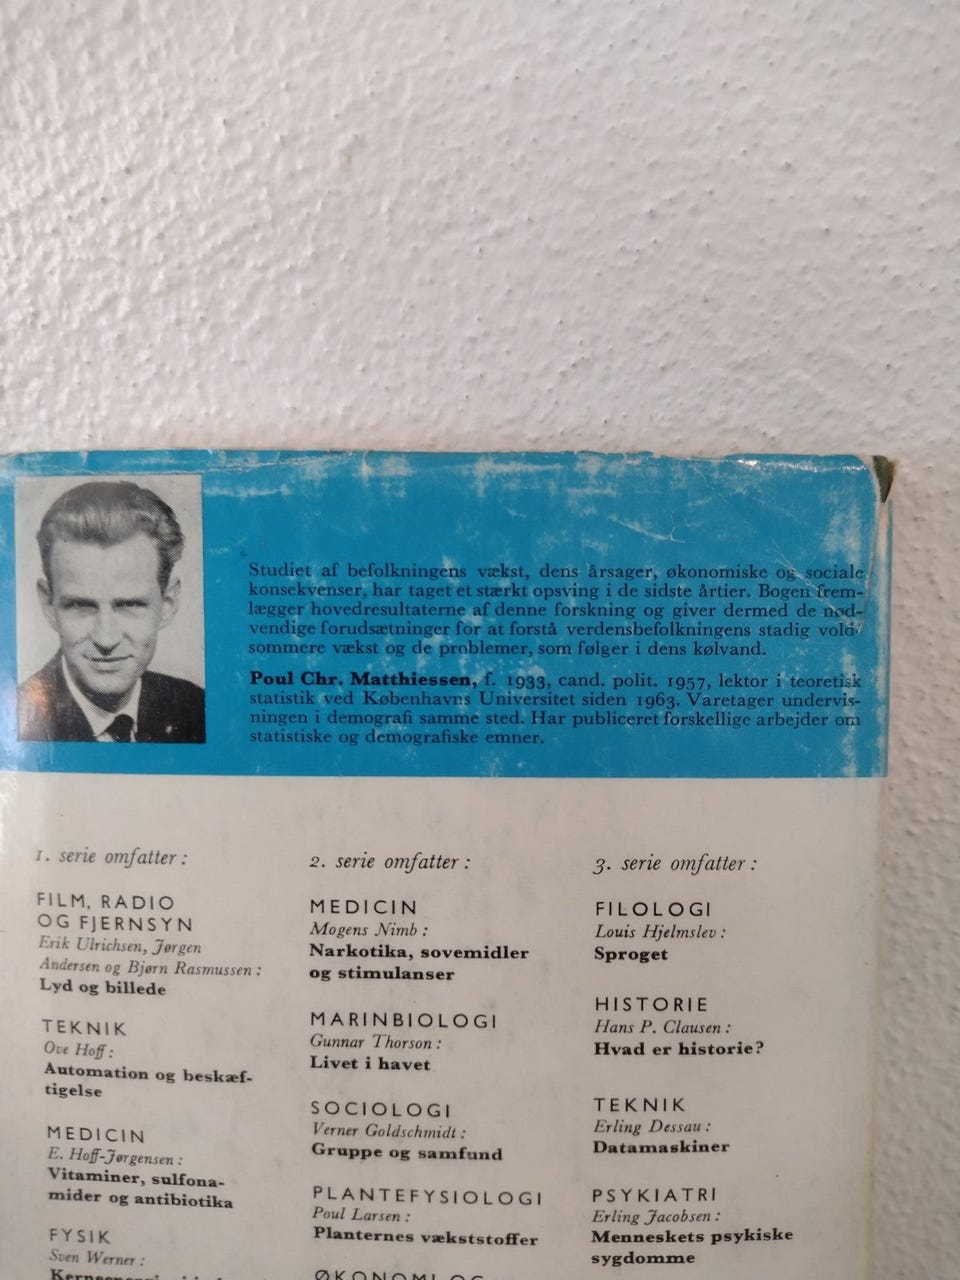 Studiet af befolkningens vækst, dens årsager, økonomiske og sociale
konsekvenser, har taget et stærkt opsving i de sidste årtier. Bogen frem-
lægger hovedresultaterne af denne forskning og giver dermed de nød-
vendige forudsætninger for at forstå verdensbefolkningens stadig vold-
sommere vækst og de problemer, som følger i dens kølvand.
Poul Chr. Matthiessen, f. 1933, cand. polit. 1957, lektor i teoretisk
statistik ved Københavns Universitet siden 1963. Varetager undervis-
ningen i demografi samme sted. Har publiceret forskellige arbejder om
statistiske og demografiske emner.
1. serie omfatter:
FILM, RADIO
OG FJERNSYN
Erik Ulrichsen, Jørgen
Andersen og Bjørn Rasmussen:
Lyd og billede
TEKNIK
Ove Hoff:
Automation og beskæf-
tigelse
MEDICIN
E. Hoff-Jørgensen:
Vitaminer, sulfona-
mider og antibiotika
FYSIK
Sven Werner:
2. serie omfatter:
MEDICIN
Mogens Nimb:
Narkotika, sovemidler
og stimulanser
MARINBIOLOGI
Gunnar Thorson:
Livet i havet
SOCIOLOGI
Verner Goldschmidt:
Gruppe og samfund
PLANTEFYSIOLOGI
Poul Larsen:
Planternes vækststoffer
ØKONOMI OG
3. serie omfatter:
FILOLOGI
Louis Hjelmslev:
Sproget
HISTORIE
Hans P. Clausen:
Hvad er historie?
TEKNIK
Erling Dessau:
Datamaskiner
PSYKIATRI
Erling Jacobsen:
Menneskets psykiske
sygdomme